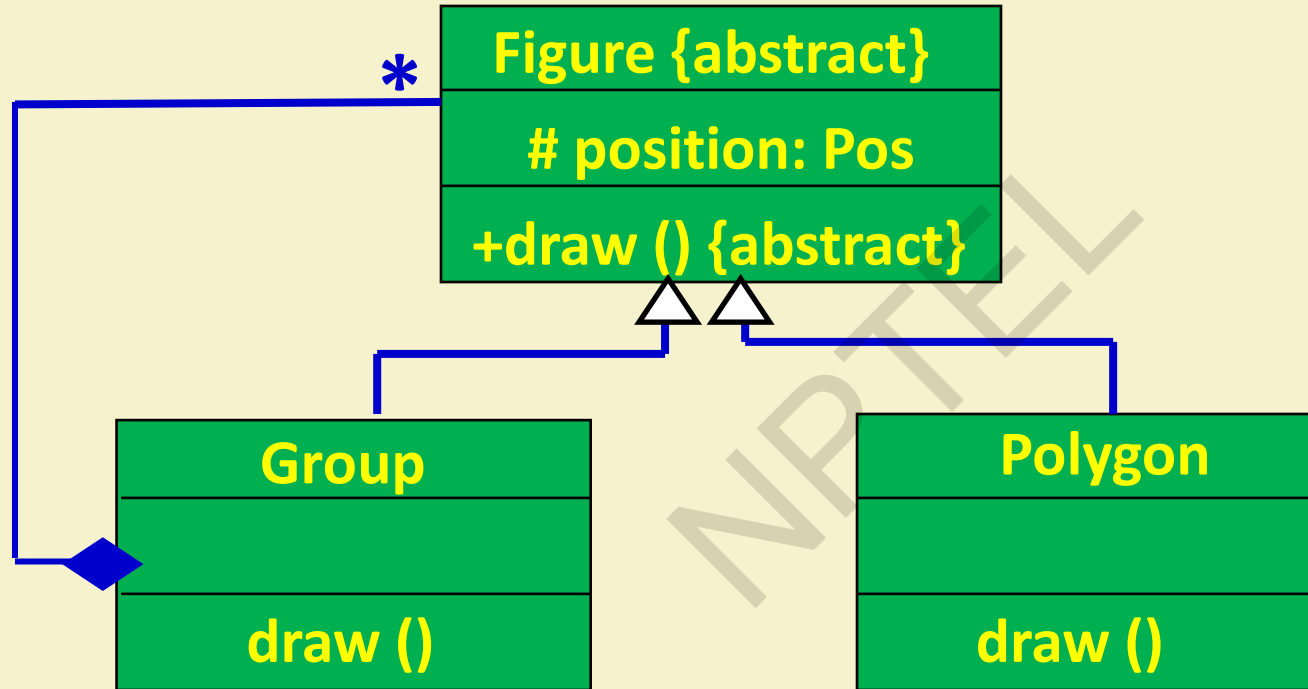 Figure {abstract}
*
# position: Pos
+draw () {abstract}
Group
Polygon
draw ()
draw ()
NPTEL